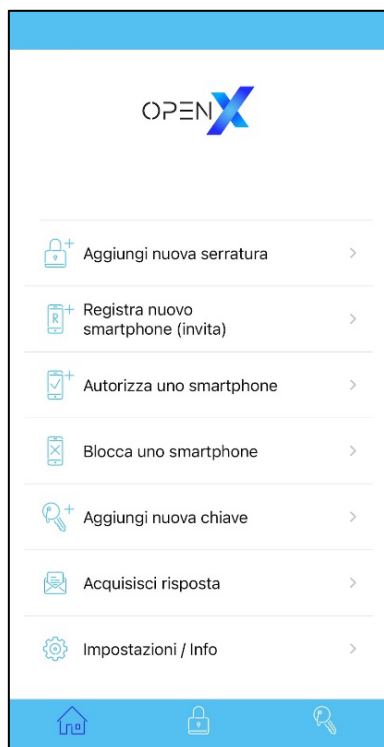 OPENX
Aggiungi nuova serratura
R
Registra nuovo
smartphone (invita)
Autorizza uno smartphone
Blocca uno smartphone
Aggiungi nuova chiave
Acquisisci risposta
Impostazioni / Info